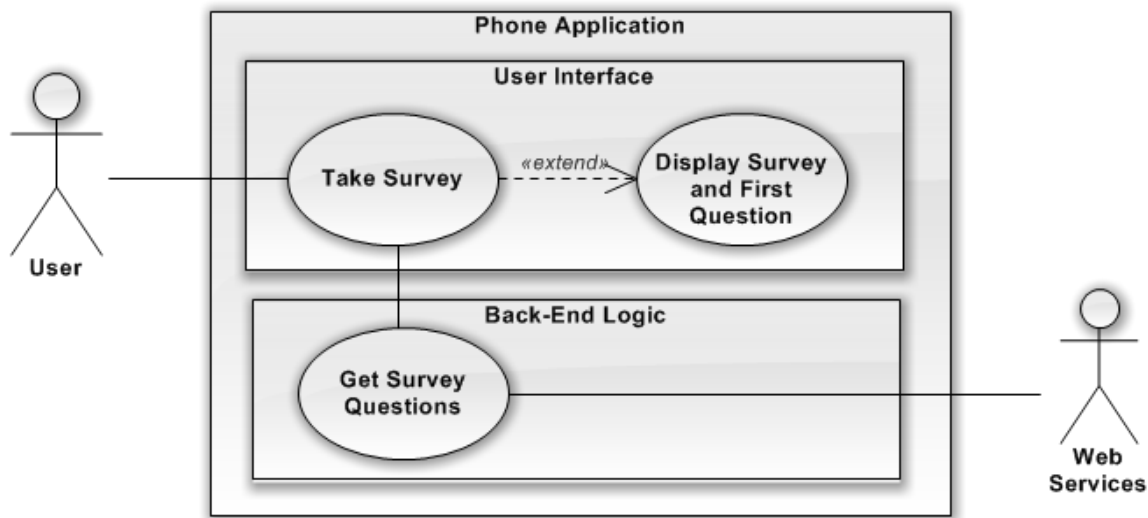 Phone Application
User Interface
Take Survey
«extend»
Display Survey
and First
Question
User
Back-End Logic
Get Survey
Questions
Web
Services